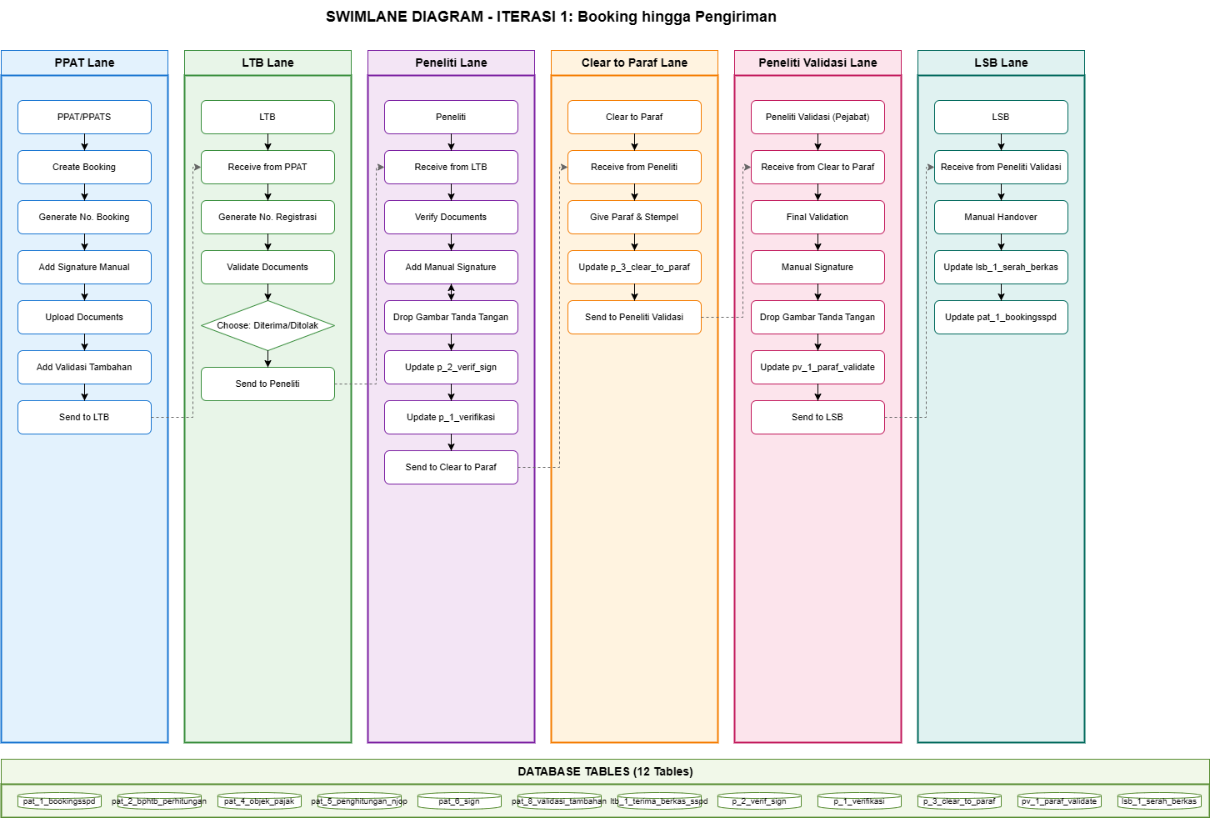 SWIMLANE DIAGRAM - ITERASI 1: Booking hingga Pengiriman
PPAT Lane
PPAT/PPATS
Create Booking
Generate No. Booking
Add Signature Manual
Upload Documents
Add Validasi Tambahan
Send to LTB
LTB Lane
LTB
Receive from PPAT
Generate No. Registrasi
Validate Documents
Choose: Diterima/Ditolak
Send to Peneliti
Peneliti Lane
Peneliti
Receive from LTB
Verify Documents
Add Manual Signature
Drop Gambar Tanda Tangan
Update p_2_verif_sign
Update p_1_verifikasi
Send to Clear to Paraf
Clear to Paraf Lane
Clear to Paraf
Receive from Peneliti
Give Paraf & Stempel
Update p_3_clear_to_paraf
Send to Peneliti Validasi
Peneliti Validasi Lane
Peneliti Validasi (Pejabat)
Receive from Clear to Paraf
Final Validation
Manual Signature
Drop Gambar Tanda Tangan
Update pv_1_paraf_validate
Send to LSB
LSB Lane
LSB
Receive from Peneliti Validasi
Manual Handover
Update lsb_1_serah_berkas
Update pat_1_bookingsspd
DATABASE TABLES (12 Tables)
pat_1_bookingsspd
pat_2_bphtb_perhitungan
pat_4_objek_pajak
pat_5_penghitungan_njop
pat_6_sign
pat_8_validasi_tambahan
ltb_1_terima_berkas_sspd
p_2_verif_sign
p_1_verifikasi
p_3_clear_to_paraf
pv_1_paraf_validate
lsb_1_serah_berkas